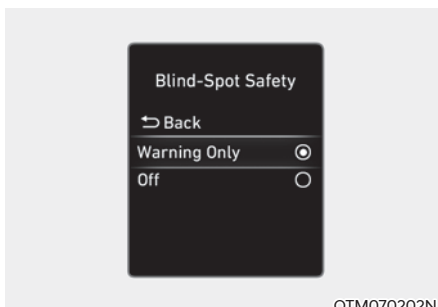 Blind-Spot Safety
Back
Warning Only
Off
OTM070202N